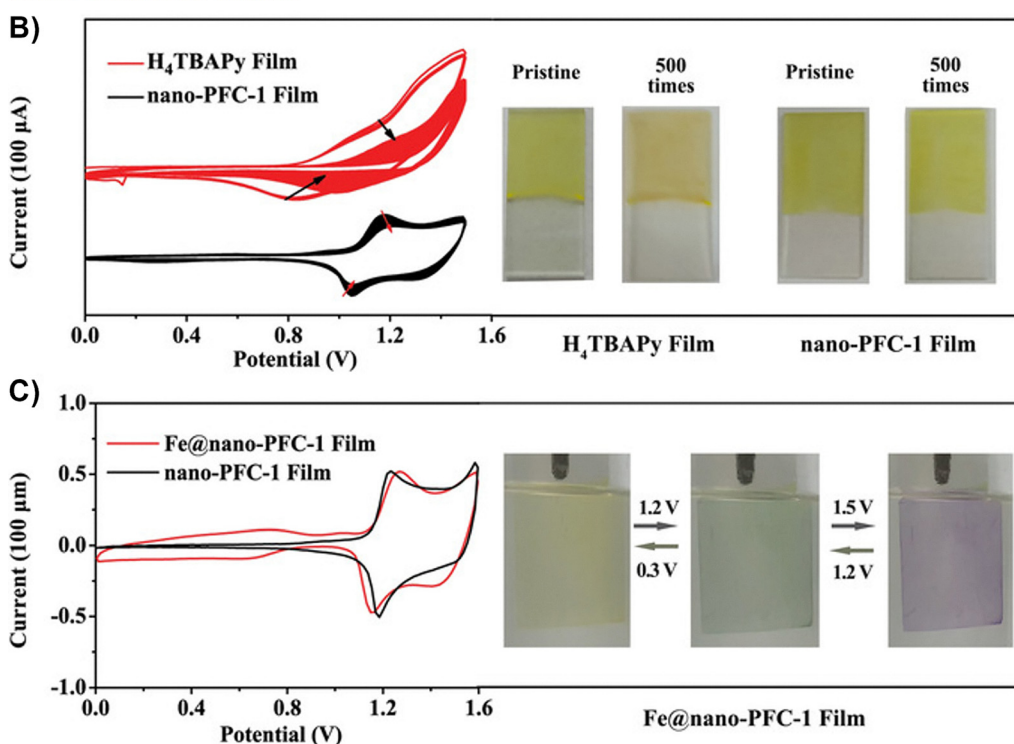 B)
H₄TBAPy Film
nano-PFC-1 Film
Current (100 μA)
0.0 0.4 0.8 1.2 1.6
Potential (V)
Pristine
500
times
Pristine
500
times
H₄TBAPy Film
nano-PFC-1 Film
C)
Fe@nano-PFC-1 Film
nano-PFC-1 Film
Current (100 μm)
1.0
0.5
0.0
-0.5
-1.0
0.0 0.4 0.8 1.2 1.6
Potential (V)
1.2 V
0.3 V
1.5 V
1.2 V
Fe@nano-PFC-1 Film